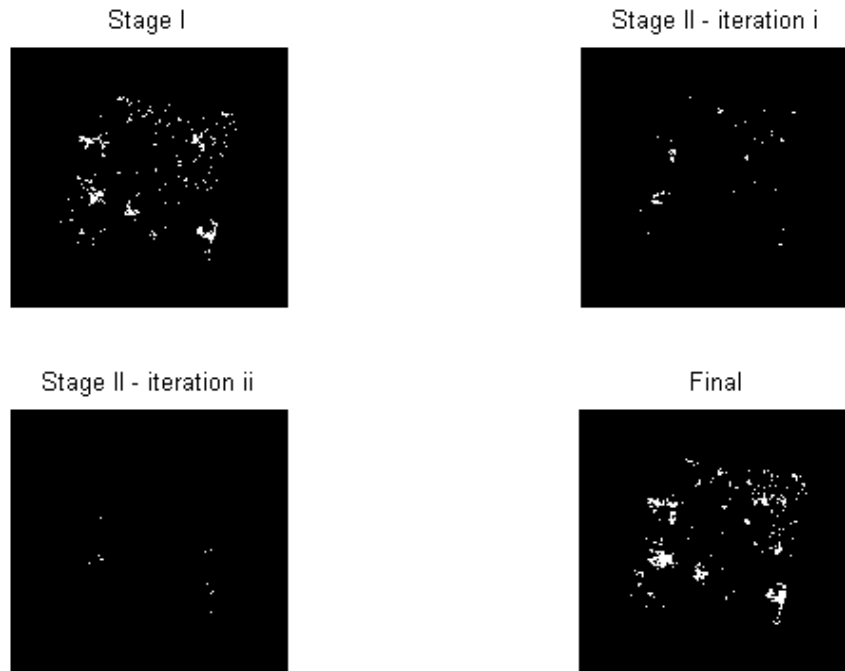 Stage I
Stage II - iteration i
Stage II - iteration ii
Final